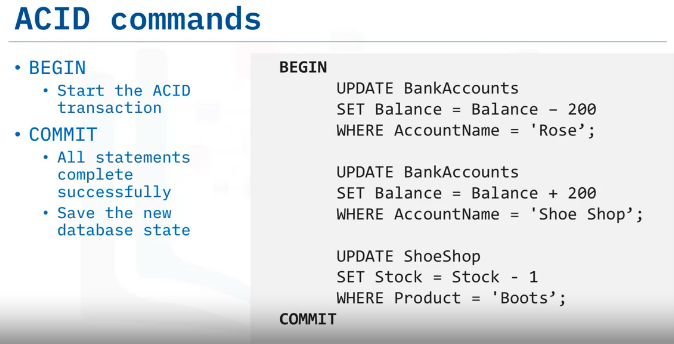 ACID commands
• BEGIN
• Start the ACID
transaction
• COMMIT
• All statements
complete
successfully
• Save the new
database state
BEGIN
UPDATE BankAccounts
SET Balance = Balance – 200
WHERE AccountName = 'Rose’;
UPDATE BankAccounts
SET Balance = Balance + 200
WHERE AccountName = 'Shoe Shop’;
UPDATE ShoeShop
SET Stock = Stock - 1
WHERE Product = 'Boots’;
COMMIT